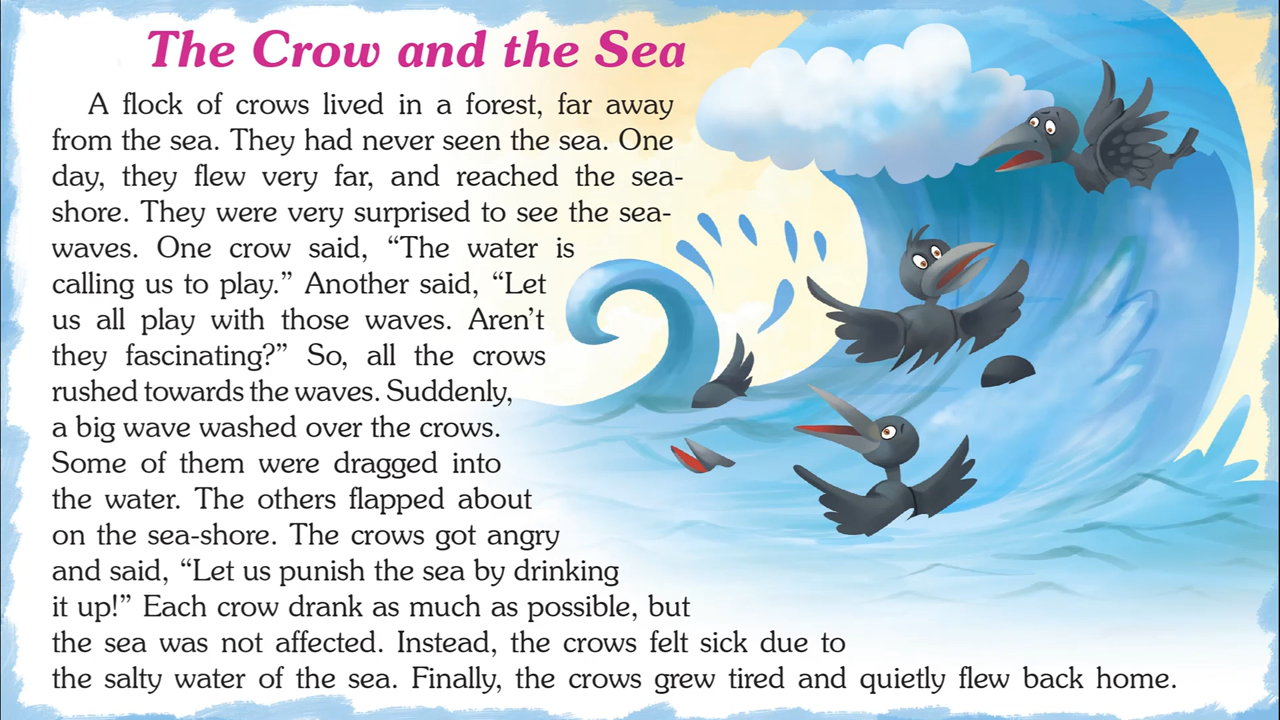 The Crow and the Sea
A flock of crows lived in a forest, far away
from the sea. They had never seen the sea. One
day, they flew very far, and reached the sea-
shore. They were very surprised to see the sea-
waves. One crow said, “The water is
calling us to play.” Another said, “Let
us all play with those waves. Aren’t
they fascinating?” So, all the crows
rushed towards the waves. Suddenly,
a big wave washed over the crows.
Some of them were dragged into
the water. The others flapped about
on the sea-shore. The crows got angry
and said, “Let us punish the sea by drinking
it up!” Each crow drank as much as possible, but
the sea was not affected. Instead, the crows felt sick due to
the salty water of the sea. Finally, the crows grew tired and quietly flew back home.